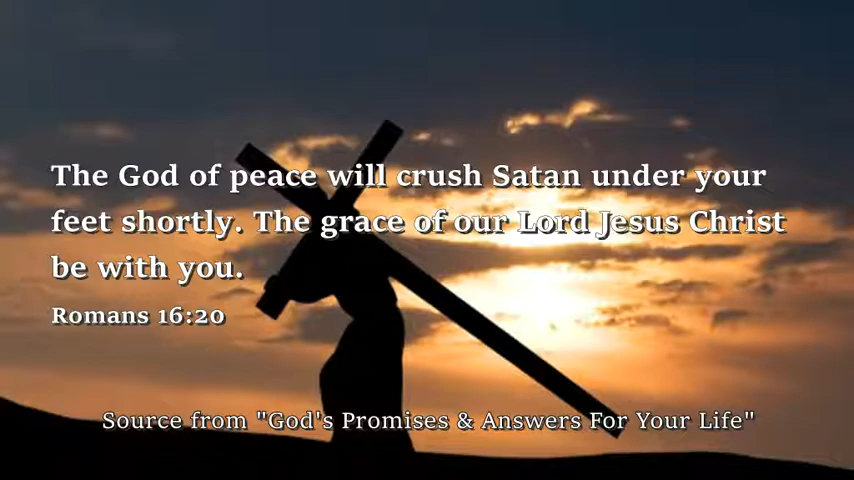 The God of peace will crush Satan under your
feet shortly. The grace of our Lord Jesus Christ
be with you.
Romans 16:20
Source from "God's Promises & Answers For Your Life"